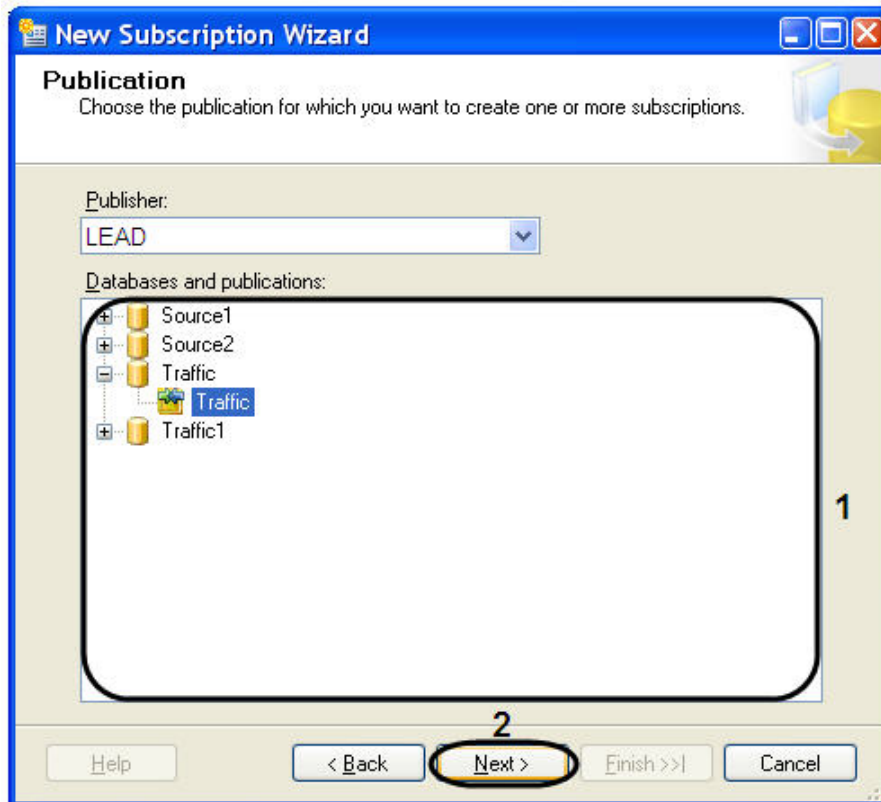 New Subscription Wizard
Publication
Choose the publication for which you want to create one or more subscriptions.
Publisher:
LEAD
Databases and publications:
Source1
Source2
Traffic
Traffic
Traffic1
1
2
Help
< Back
Next >
Finish >>|
Cancel